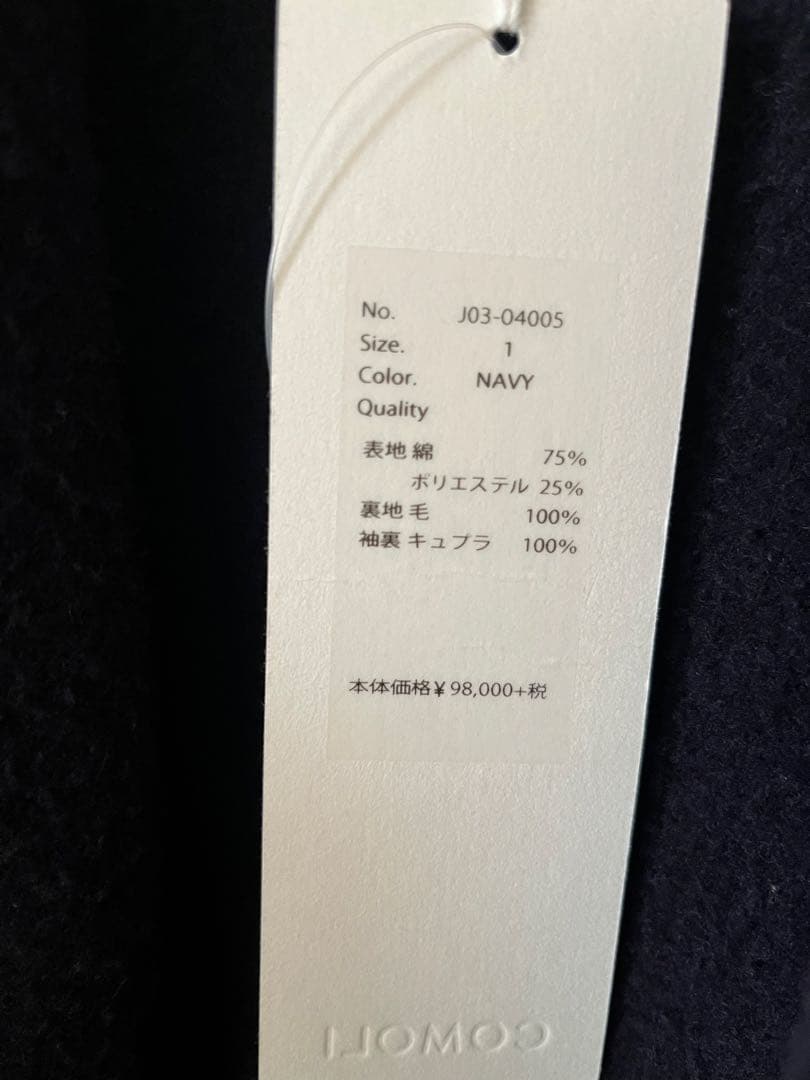 No. J03-04005
Size. 1
Color. NAVY
Quality
表地 綿 75%
ポリエステル 25%
裏地 毛 100%
袖裏 キュプラ 100%
本体価格¥98,000+税
COMOLI